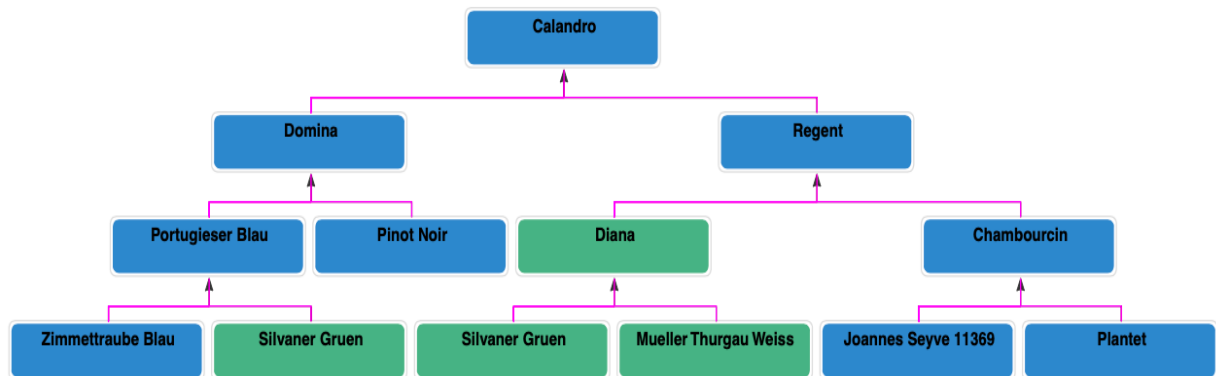 Calandro
Domina
Regent
Portugieser Blau
Pinot Noir
Diana
Chambourcin
Zimmettraube Blau
Silvaner Gruen
Silvaner Gruen
Mueller Thurgau Weiss
Joannes Seyve 11369
Plantet